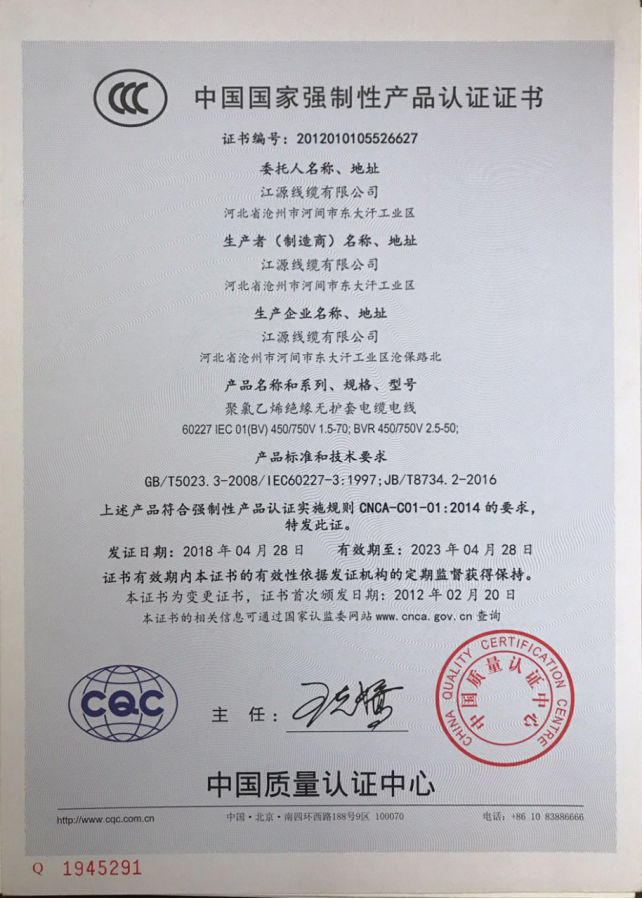 中国国家强制性产品认证证书
证书编号：2012010105526627
委托人名称、地址
江源线缆有限公司
河北省沧州市河间市东大汗工业区
生产者（制造商）名称、地址
江源线缆有限公司
河北省沧州市河间市东大汗工业区
生产企业名称、地址
江源线缆有限公司
河北省沧州市河间市东大汗工业区沧保路北
产品名称和系列、规格、型号
聚氯乙烯绝缘无护套电缆电线
60227 IEC 01(BV) 450/750V 1.5-70; BVR 450/750V 2.5-50;
产品标准和技术要求
GB/T5023.3-2008/IEC60227-3:1997;JB/T8734.2-2016
上述产品符合强制性产品认证实施规则 CNCA-C01-01:2014 的要求，
特发此证。
发证日期：2018 年 04 月 28 日 有效期至：2023 年 04 月 28 日
证书有效期内本证书的有效性依据发证机构的定期监督获得保持。
本证书为变更证书，证书首次颁发日期：2012 年 02 月 20 日
本证书的相关信息可通过国家认监委网站 www.cnca.gov.cn 查询
CQC
主 任：
CHINA QUALITY CERTIFICATION CENTRE
中国质量认证中心
中国质量认证中心
http://www.cqc.com.cn 中国·北京·南四环西路188号9区 100070 电话：+86 10 83886666
Q 1945291